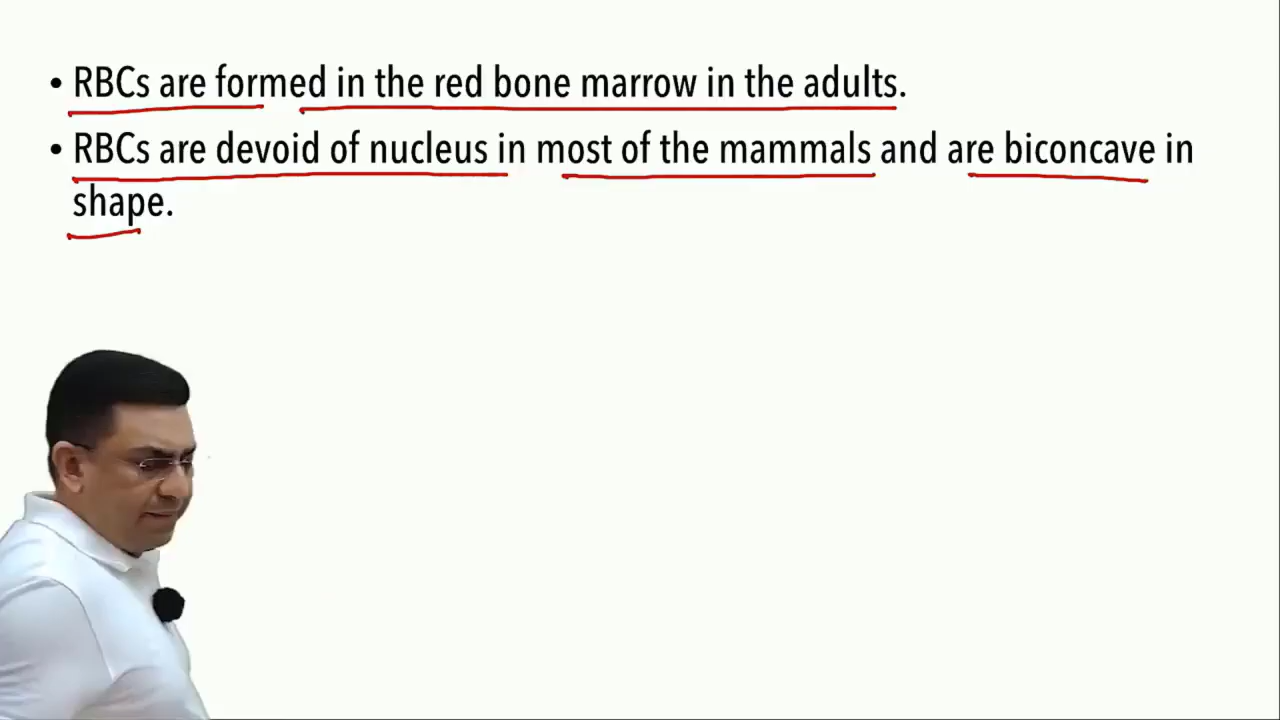 • RBCs are formed in the red bone marrow in the adults.
• RBCs are devoid of nucleus in most of the mammals and are biconcave in
shape.